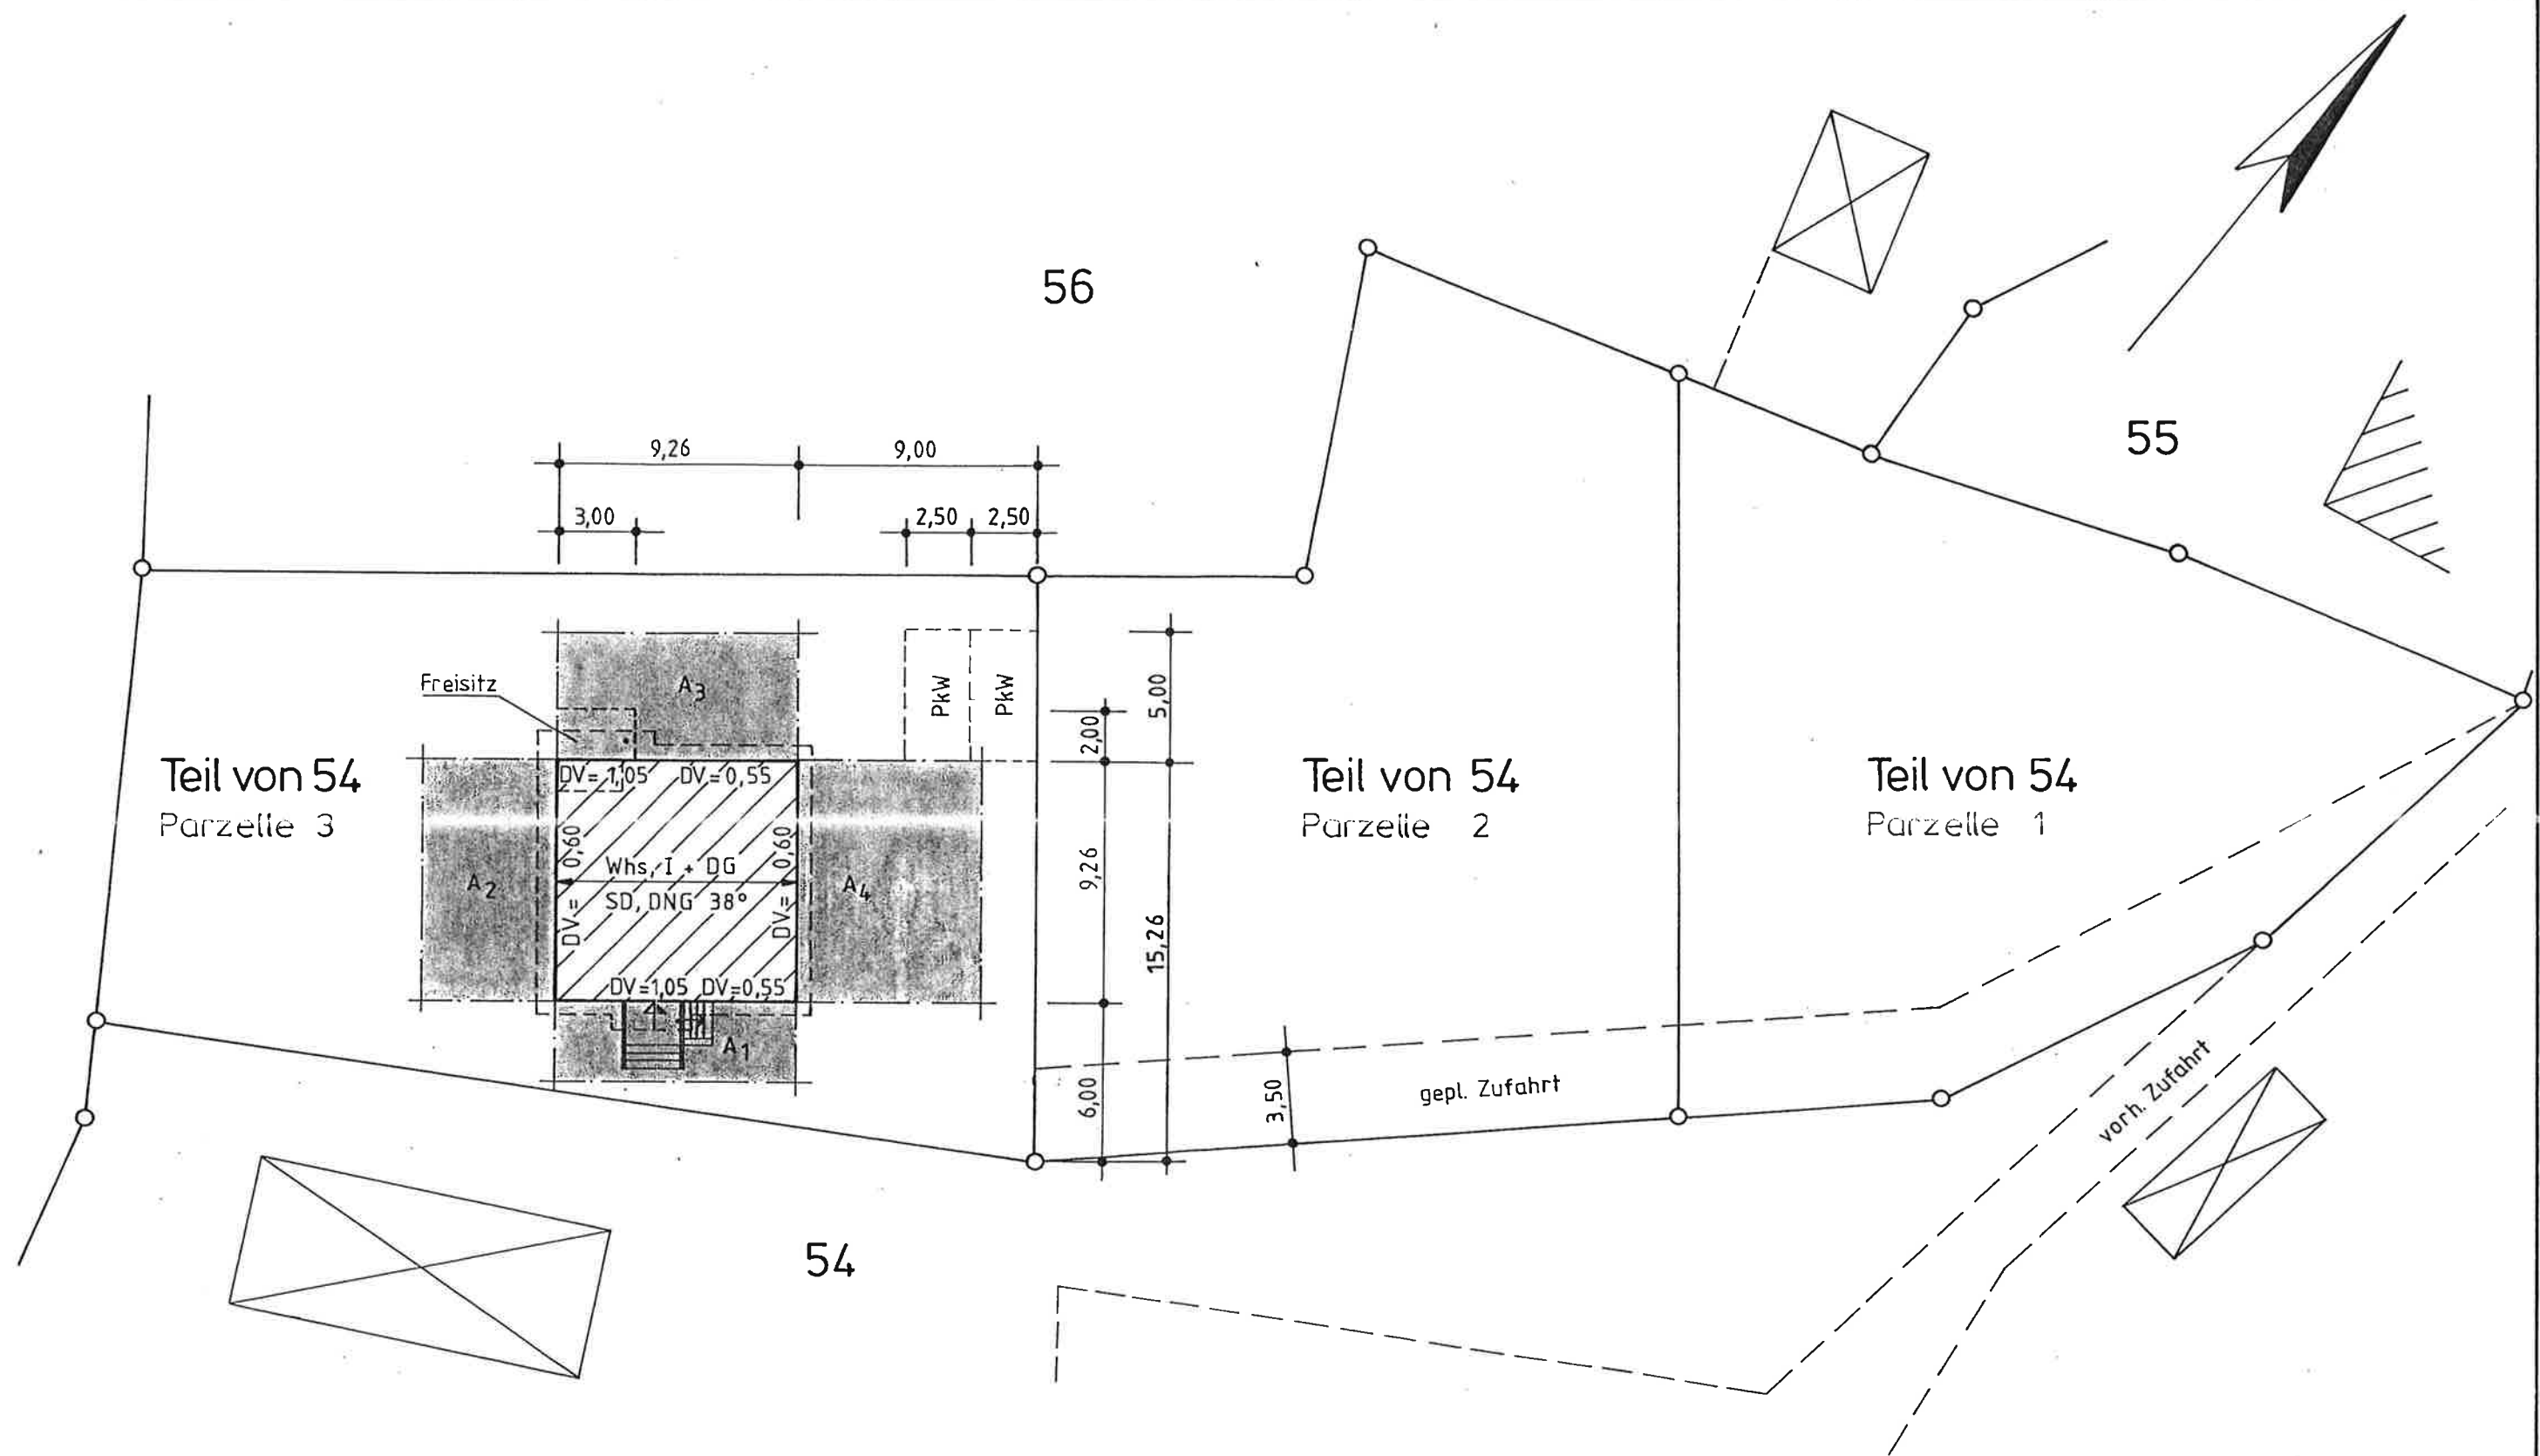 56
55
9,26
9,00
3,00
2,50
2,50
Freisitz
A3
PkW
PkW
5,00
2,00
Teil von 54
Parzelle 3
DV=1,05
DV=0,55
Teil von 54
Parzelle 2
Teil von 54
Parzelle 1
DV= 0,60
DV= 0,60
Whs, I + DG
SD, DNG 38°
A2
A4
9,26
15,26
DV=1,05
DV=0,55
A1
6,00
3,50
gepl. Zufahrt
vorh. Zufahrt
54